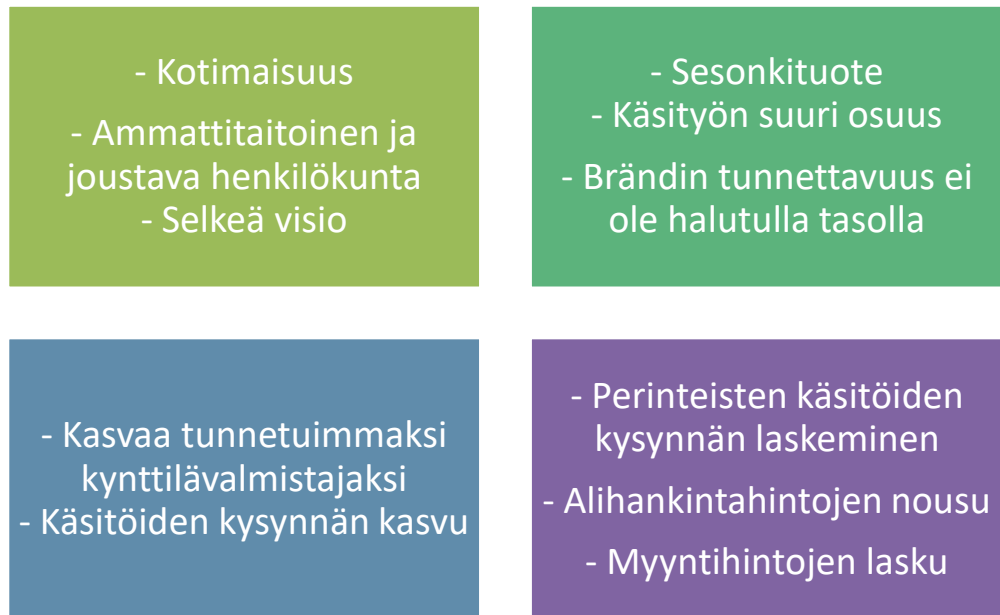 - Kotimaisuus
- Ammattitaitoinen ja
joustava henkilökunta
- Selkeä visio
- Sesonkituote
- Käsityön suuri osuus
- Brändin tunnettavuus ei
ole halutulla tasolla
- Kasvaa tunnetuimmaksi
kynttilävalmistajaksi
- Käsitöiden kysynnän kasvu
- Perinteisten käsitöiden
kysynnän laskeminen
- Alihankintahintojen nousu
- Myyntihintojen lasku